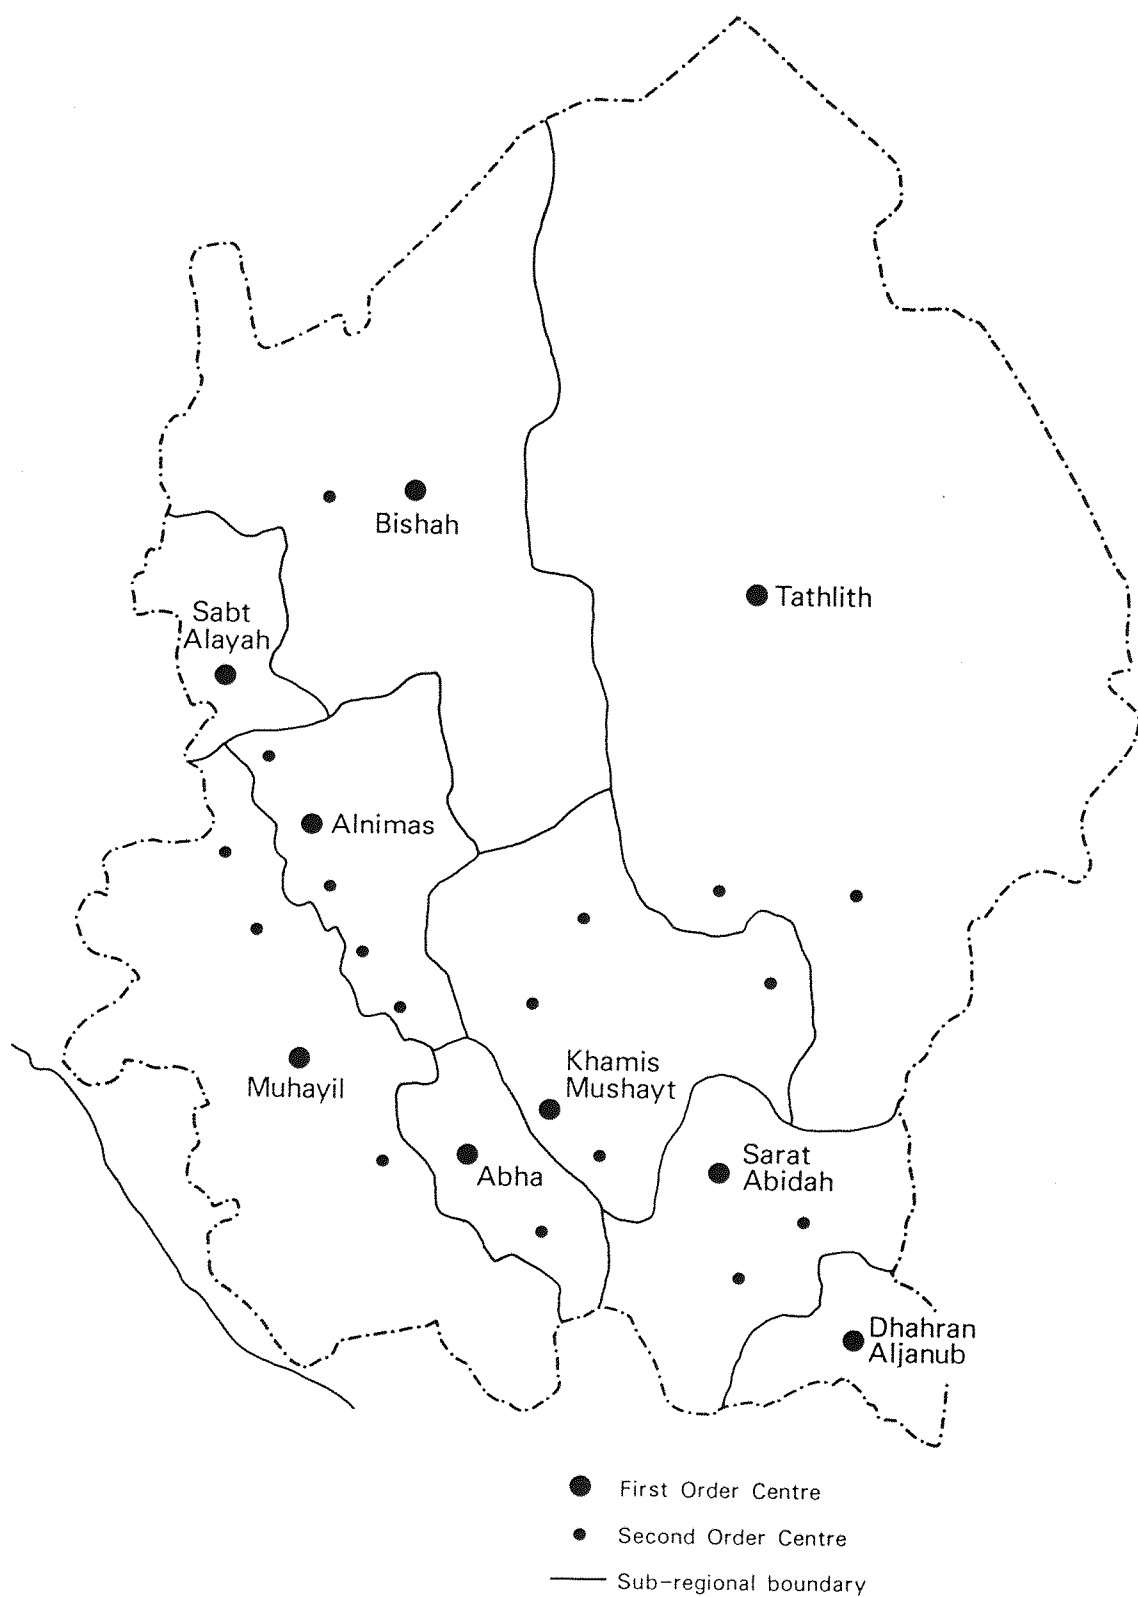 Bishah
Tathlith
Sabt
Alayah
Alnimas
Khamis
Mushayt
Muhayil
Sarat
Abidah
Abha
Dhahran
Aljanub
First Order Centre
Second Order Centre
Sub-regional boundary